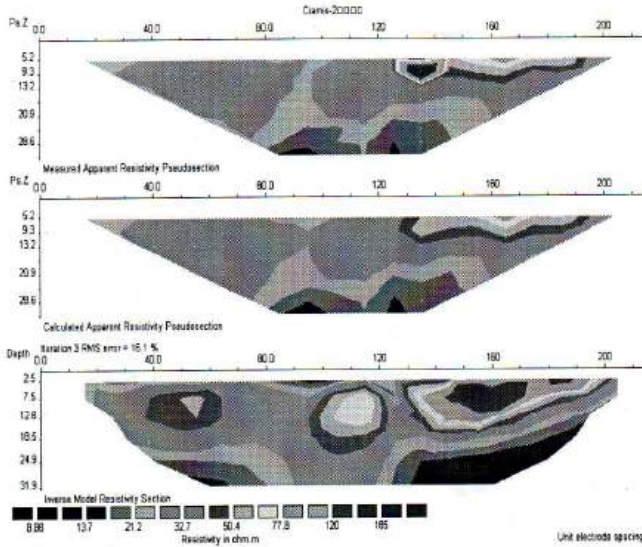 Ps.Z
0.0 40.0 80.0 120 160 200
5.2
9.3
13.2
20.9
28.6
Measured Apparent Resistivity Pseudosection
Ps.Z
0.0 40.0 80.0 120 160 200
5.2
9.3
13.2
20.9
28.6
Calculated Apparent Resistivity Pseudosection
Depth Iteration 3 RMS error = 16.1 %
0.0 40.0 80.0 120 160 200
2.5
7.5
12.8
18.5
24.9
31.9
Inverse Model Resistivity Section
8.88 13.7 21.2 32.7 50.4 77.8 120 185
Resistivity in ohm.m
Unit electrode spacing